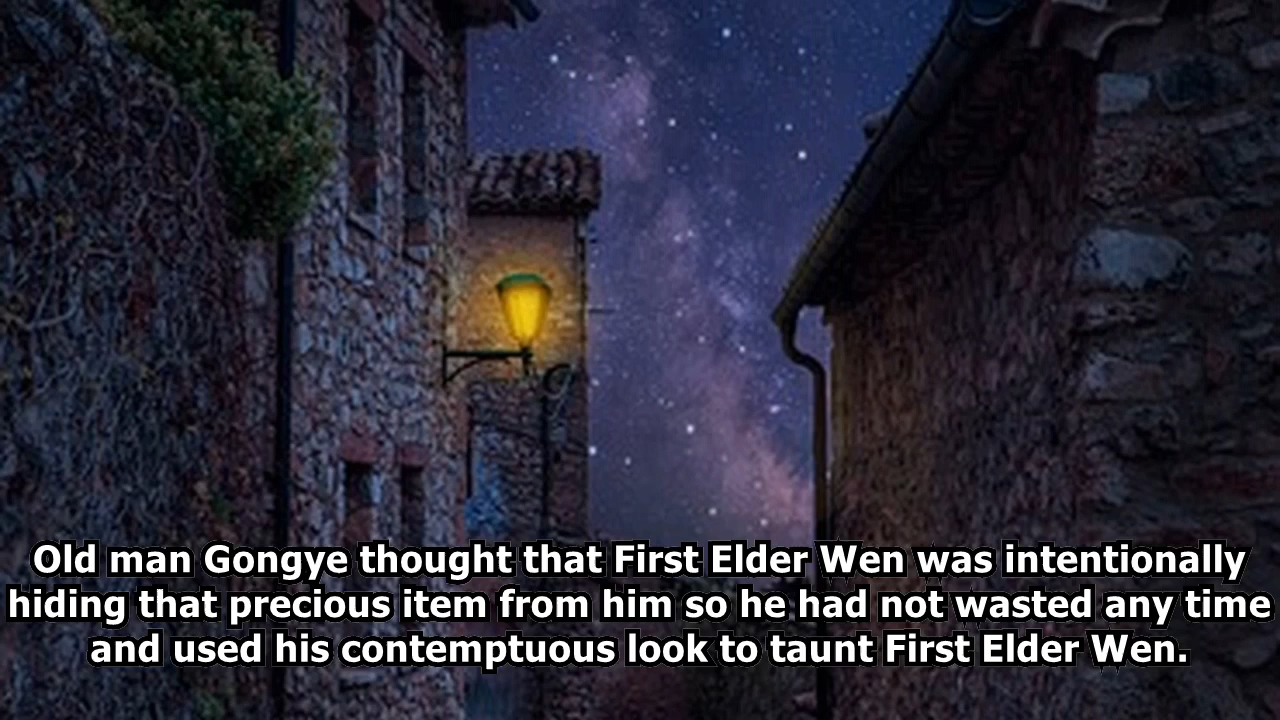 Old man Gongye thought that First Elder Wen was intentionally
hiding that precious item from him so he had not wasted any time
and used his contemptuous look to taunt First Elder Wen.